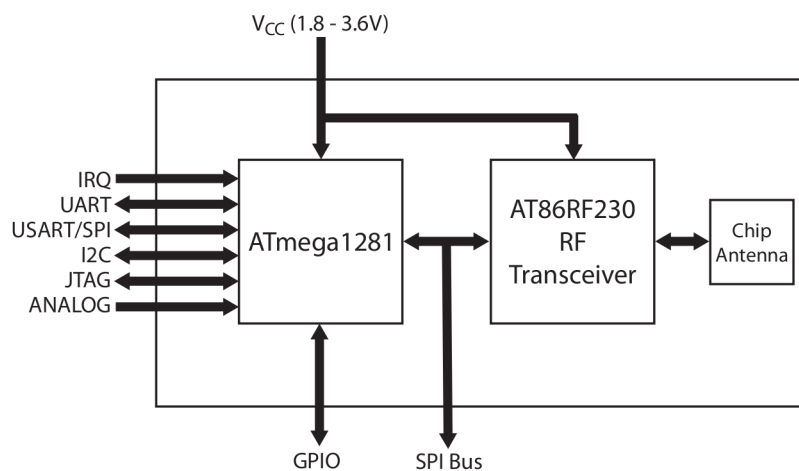 VCC (1.8 - 3.6V)
IRQ
UART
USART/SPI
I2C
JTAG
ANALOG
ATmega1281
AT86RF230
RF
Transceiver
Chip
Antenna
GPIO
SPI Bus